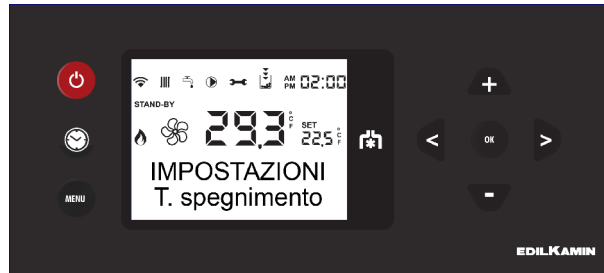 AM PM 02:00
STAND-BY
29,3 °C F SET 22,5 °C F
IMPOSTAZIONI
T. spegnimento
MENU
+
< OK >
-
EDILKAMIN